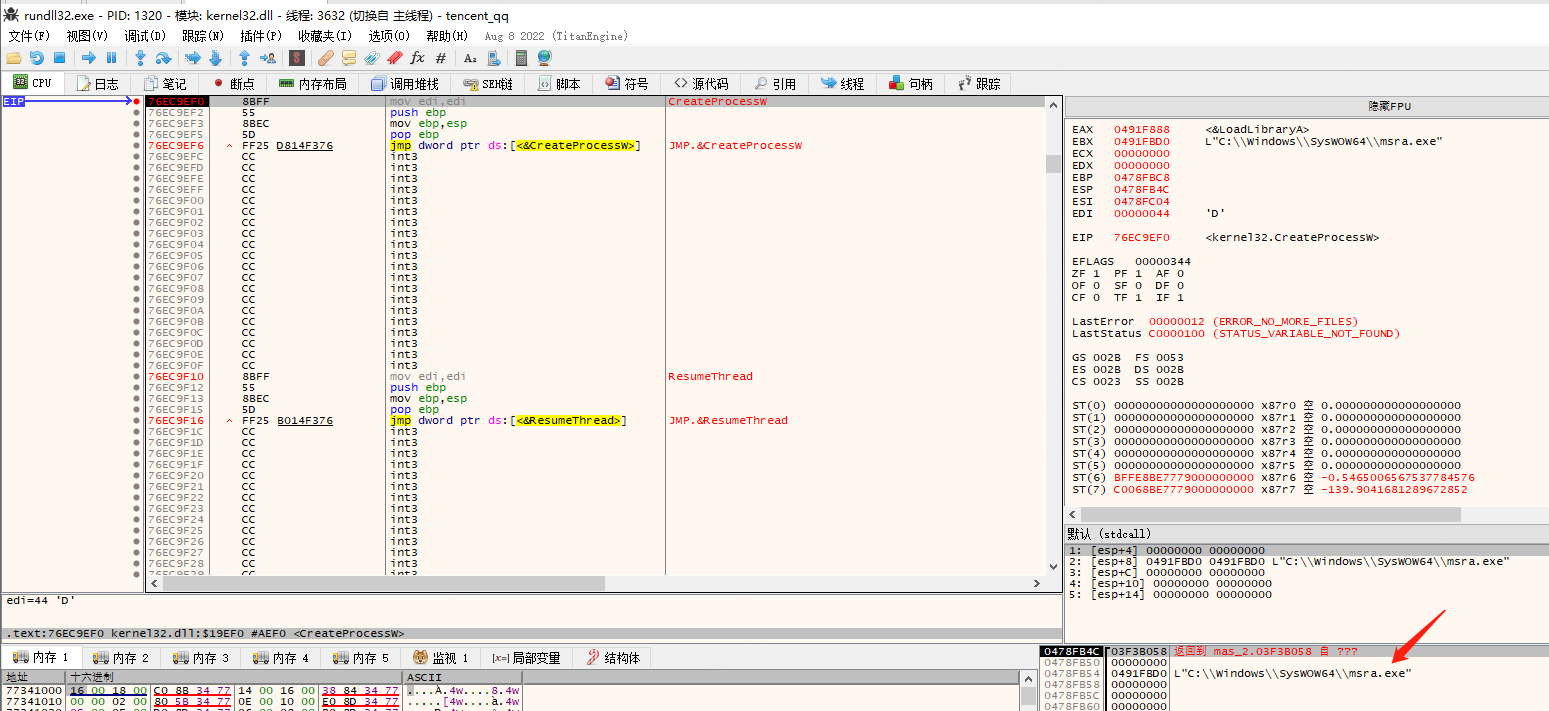 rundll32.exe - PID: 1320 - 模块: kernel32.dll - 线程: 3632 (切换自 主线程) - tencent_qq
文件(F) 视图(V) 调试(D) 跟踪(N) 插件(P) 收藏夹(I) 选项(O) 帮助(H) Aug 8 2022 (TitanEngine)
CPU 日志 笔记 断点 内存布局 调用堆栈 SEH链 脚本 符号 源代码 引用 线程 句柄 跟踪
EIP 76EC9EF0 8BFF mov edi,edi CreateProcessW
76EC9EF2 55 push ebp
76EC9EF3 8BEC mov ebp,esp
76EC9EF5 5D pop ebp
76EC9EF6 FF25 D814F376 jmp dword ptr ds:[<&CreateProcessW>] JMP.&CreateProcessW
76EC9EFC CC int3
76EC9EFD CC int3
76EC9EFE CC int3
76EC9EFF CC int3
76EC9F00 CC int3
76EC9F01 CC int3
76EC9F02 CC int3
76EC9F03 CC int3
76EC9F04 CC int3
76EC9F05 CC int3
76EC9F06 CC int3
76EC9F07 CC int3
76EC9F08 CC int3
76EC9F09 CC int3
76EC9F0A CC int3
76EC9F0B CC int3
76EC9F0C CC int3
76EC9F0D CC int3
76EC9F0E CC int3
76EC9F0F CC int3
76EC9F10 8BFF mov edi,edi ResumeThread
76EC9F12 55 push ebp
76EC9F13 8BEC mov ebp,esp
76EC9F15 5D pop ebp
76EC9F16 FF25 B014F376 jmp dword ptr ds:[<&ResumeThread>] JMP.&ResumeThread
76EC9F1C CC int3
76EC9F1D CC int3
76EC9F1E CC int3
76EC9F1F CC int3
76EC9F20 CC int3
76EC9F21 CC int3
76EC9F22 CC int3
76EC9F23 CC int3
76EC9F24 CC int3
76EC9F25 CC int3
76EC9F26 CC int3
76EC9F27 CC int3
76EC9F28 CC int3
76EC9F29 CC int3
隐藏FPU
EAX 0491F888 <&LoadLibraryA>
EBX 0491FBD0 L"C:\\Windows\\SysWOW64\\msra.exe"
ECX 00000000
EDX 00000000
EBP 0478FBC8
ESP 0478FB4C
ESI 0478FC04
EDI 00000044 'D'
EIP 76EC9EF0 <kernel32.CreateProcessW>
EFLAGS 00000344
ZF 1 PF 1 AF 0
OF 0 SF 0 DF 0
CF 0 TF 1 IF 1
LastError 00000012 (ERROR_NO_MORE_FILES)
LastStatus C0000100 (STATUS_VARIABLE_NOT_FOUND)
GS 002B FS 0053
ES 002B DS 002B
CS 0023 SS 002B
ST(0) 00000000000000000000 x87r0 空 0.000000000000000000
ST(1) 00000000000000000000 x87r1 空 0.000000000000000000
ST(2) 00000000000000000000 x87r2 空 0.000000000000000000
ST(3) 00000000000000000000 x87r3 空 0.000000000000000000
ST(4) 00000000000000000000 x87r4 空 0.000000000000000000
ST(5) 00000000000000000000 x87r5 空 0.000000000000000000
ST(6) BFFE8BE7779000000000 x87r6 空 -0.5465006567537784576
ST(7) C0068BE7779000000000 x87r7 空 -139.9041681289672852
默认 (stdcall)
1: [esp+4] 00000000 00000000
2: [esp+8] 0491FBD0 0491FBD0 L"C:\\Windows\\SysWOW64\\msra.exe"
3: [esp+C] 00000000 00000000
4: [esp+10] 00000000 00000000
5: [esp+14] 00000000 00000000
edi=44 'D'
.text:76EC9EF0 kernel32.dll:$19EF0 #AEF0 <CreateProcessW>
内存 1 内存 2 内存 3 内存 4 内存 5 监视 1 [x=] 局部变量 结构体
地址 十六进制 ASCII
77341000 16 00 18 00 C0 8B 34 77 14 00 16 00 38 84 34 77 ....À.4w....8.4w
77341010 00 00 02 00 80 5B 34 77 0E 00 10 00 E0 8D 34 77 .....[4w....à.4w
0478FB4C 03F3B058 返回到 mas_2.03F3B058 自 ???
0478FB50 00000000
0478FB54 0491FBD0 L"C:\\Windows\\SysWOW64\\msra.exe"
0478FB58 00000000
0478FB5C 00000000
0478FB60 00000000